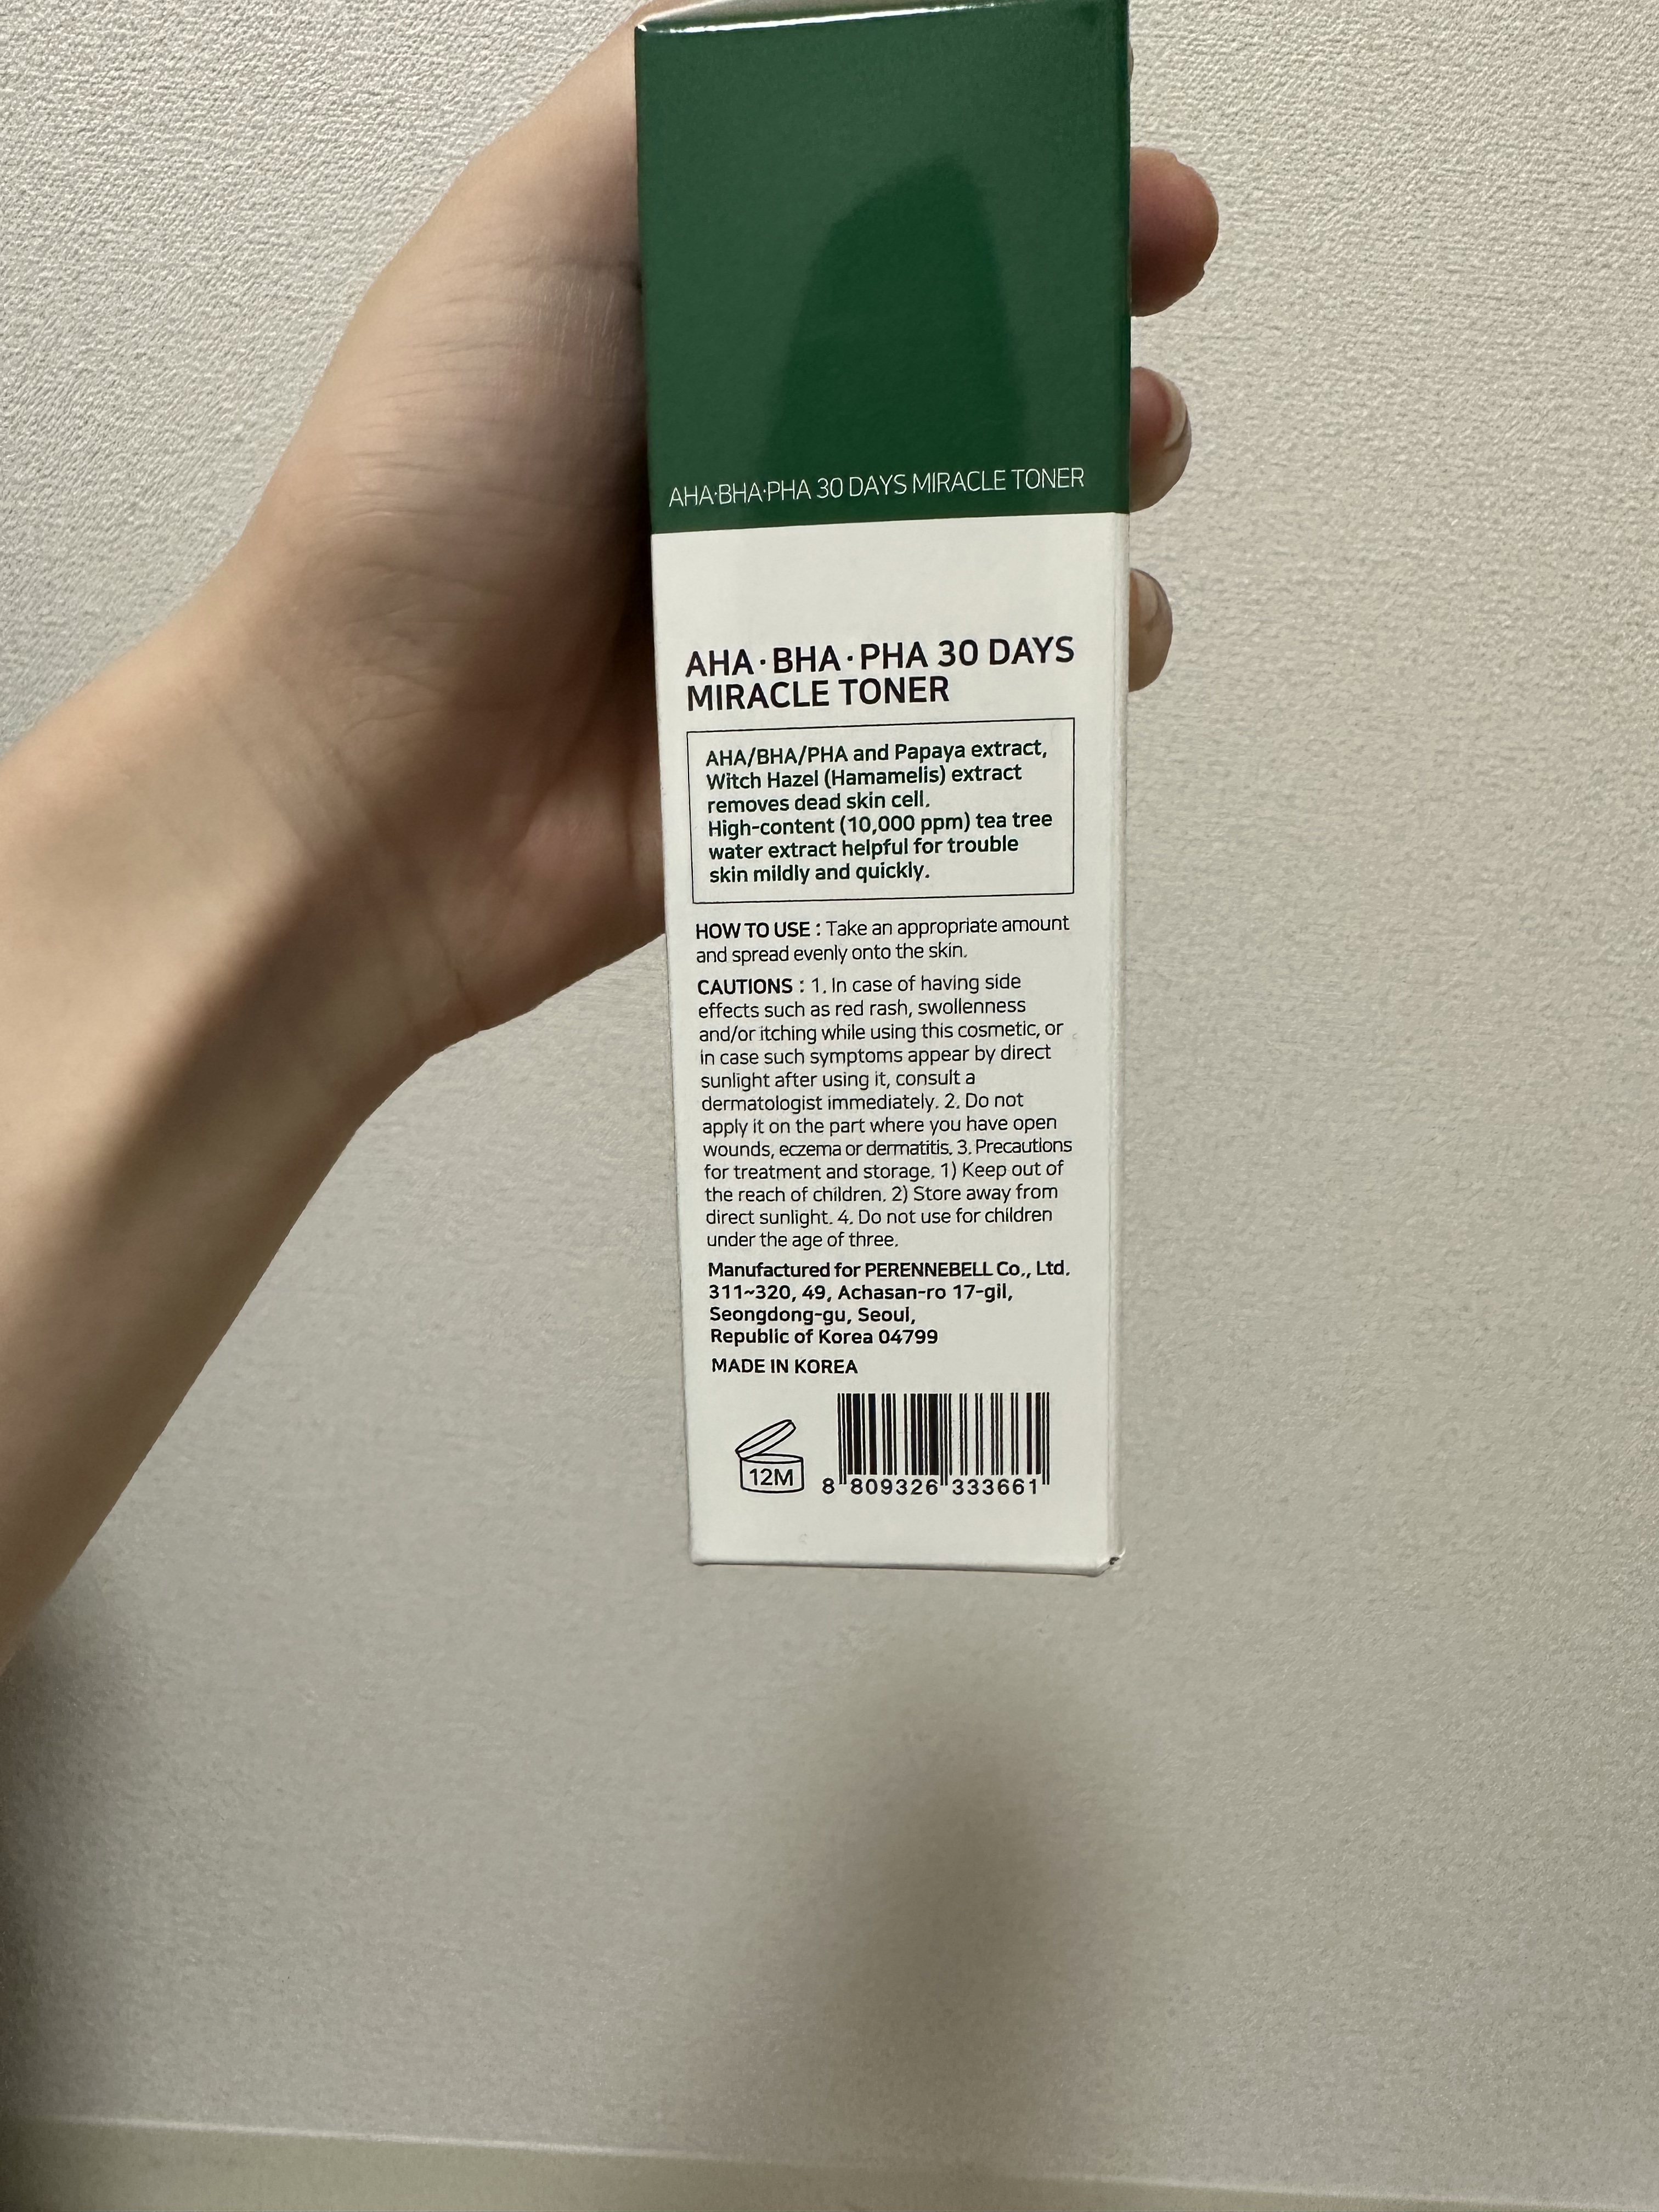 AHA·BHA·PHA 30 DAYS MIRACLE TONER
AHA · BHA · PHA 30 DAYS
MIRACLE TONER
AHA/BHA/PHA and Papaya extract,
Witch Hazel (Hamamelis) extract
removes dead skin cell.
High-content (10,000 ppm) tea tree
water extract helpful for trouble
skin mildly and quickly.
HOW TO USE : Take an appropriate amount
and spread evenly onto the skin.
CAUTIONS : 1. In case of having side
effects such as red rash, swollenness
and/or itching while using this cosmetic, or
in case such symptoms appear by direct
sunlight after using it, consult a
dermatologist immediately. 2. Do not
apply it on the part where you have open
wounds, eczema or dermatitis. 3. Precautions
for treatment and storage. 1) Keep out of
the reach of children. 2) Store away from
direct sunlight. 4. Do not use for children
under the age of three.
Manufactured for PERENNEBELL Co., Ltd.
311~320, 49, Achasan-ro 17-gil,
Seongdong-gu, Seoul,
Republic of Korea 04799
MADE IN KOREA
12M
8 809326 333661